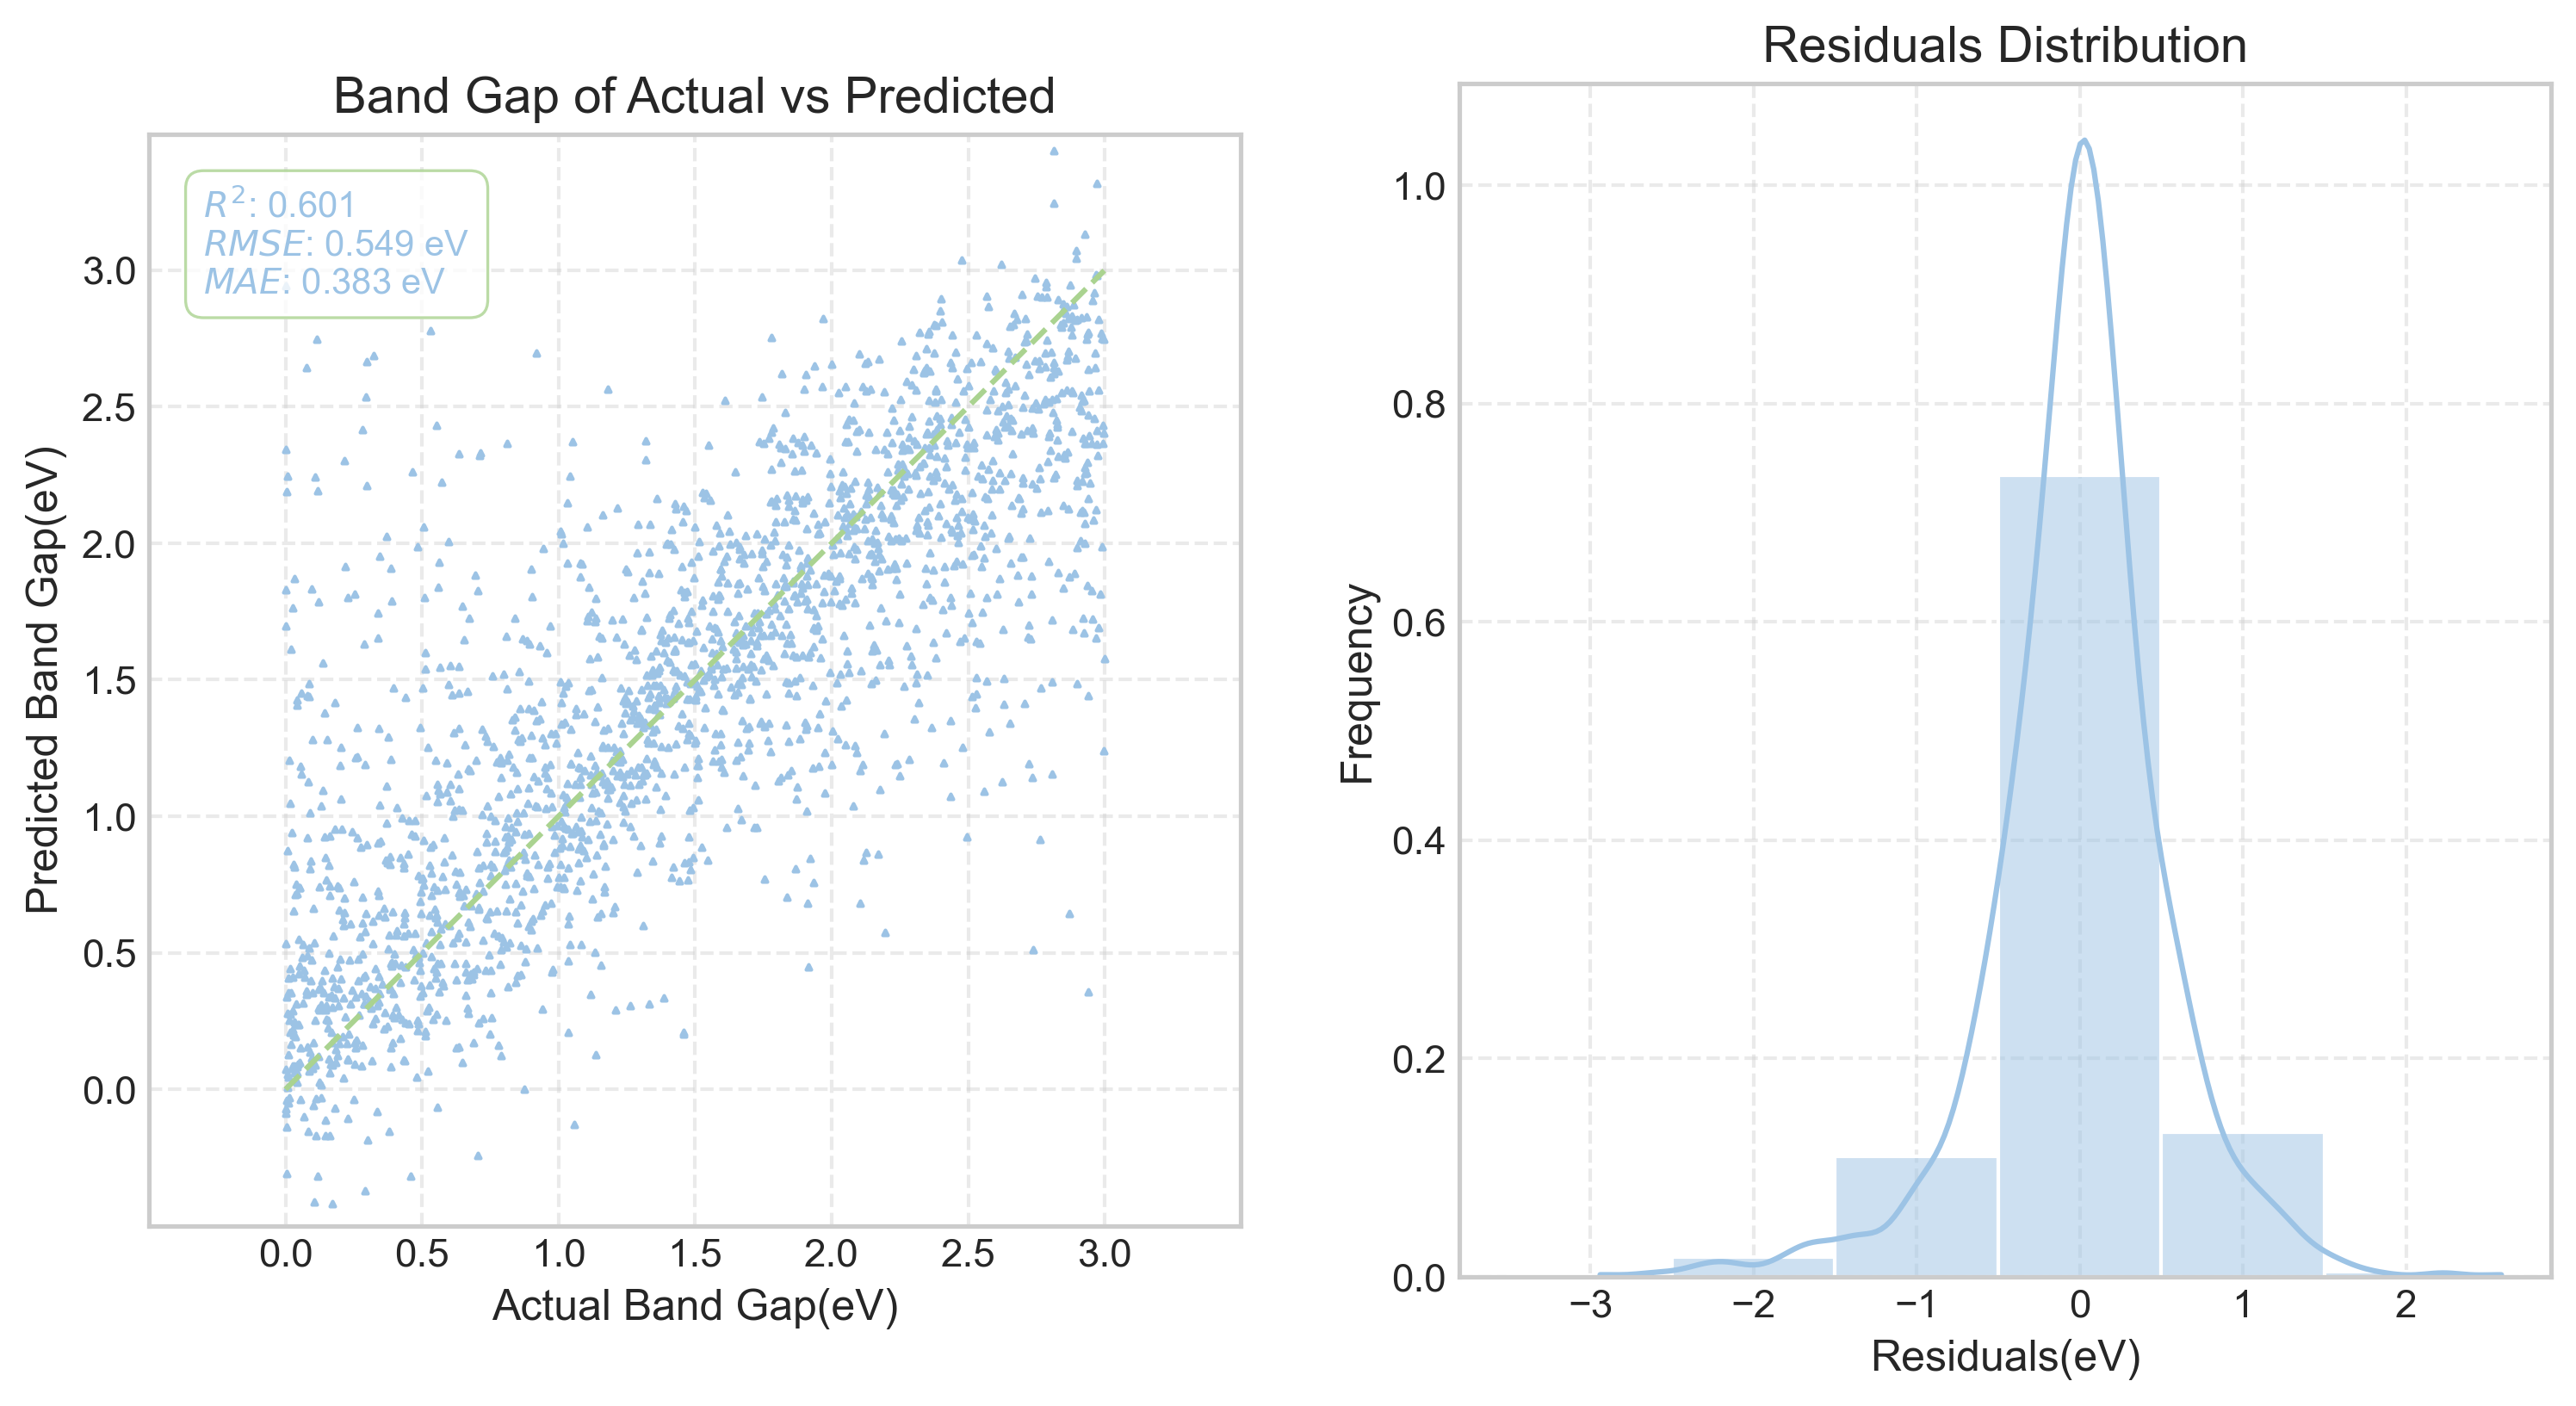 Band Gap of Actual vs Predicted
R²: 0.601
RMSE: 0.549 eV
MAE: 0.383 eV
Predicted Band Gap(eV)
3.0
2.5
2.0
1.5
1.0
0.5
0.0
0.0 0.5 1.0 1.5 2.0 2.5 3.0
Actual Band Gap(eV)
Residuals Distribution
Frequency
1.0
0.8
0.6
0.4
0.2
0.0
−3 −2 −1 0 1 2
Residuals(eV)